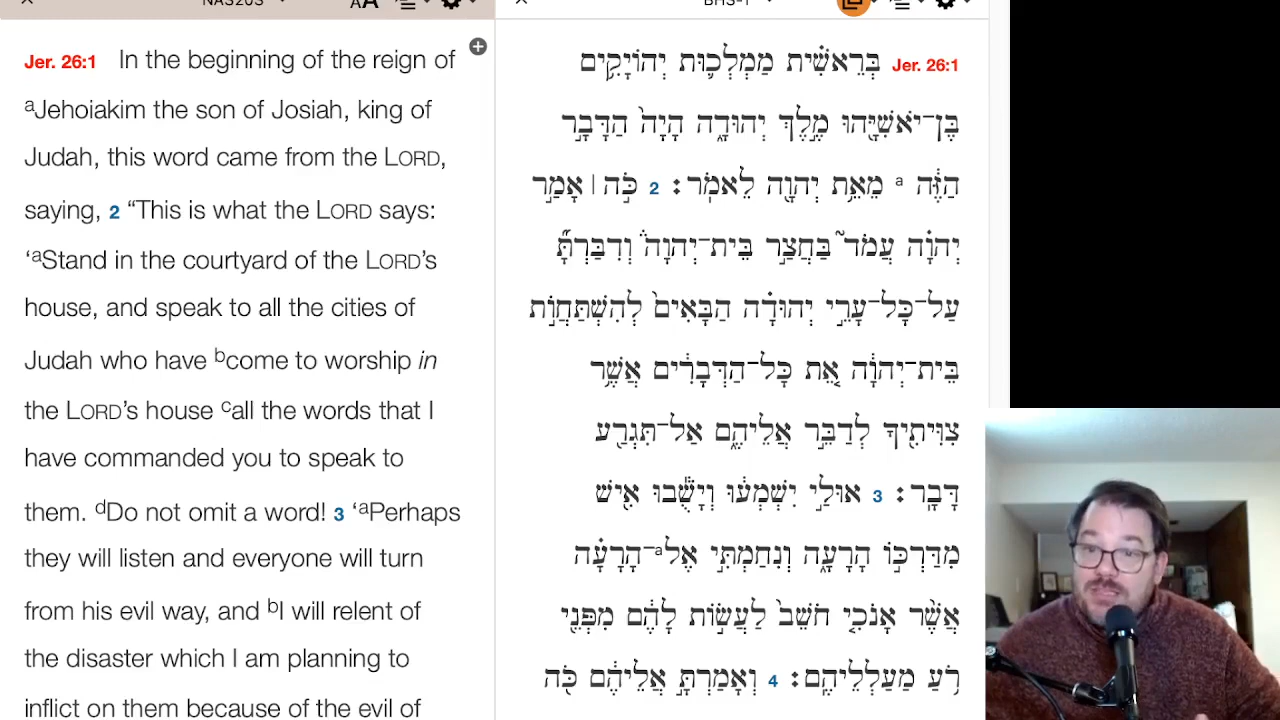 NAS20S
AA
Jer. 26:1 In the beginning of the reign of
aJehoiakim the son of Josiah, king of
Judah, this word came from the LORD,
saying, 2 “This is what the LORD says:
‘aStand in the courtyard of the LORD’s
house, and speak to all the cities of
Judah who have bcome to worship in
the LORD’s house call the words that I
have commanded you to speak to
them. dDo not omit a word! 3 ‘aPerhaps
they will listen and everyone will turn
from his evil way, and bI will relent of
the disaster which I am planning to
inflict on them because of the evil of
BHS-T
Jer. 26:1 בְּרֵאשִׁ֗ית מַמְלְכ֛וּת יְהוֹיָקִ֥ים
בֶּן־יֹאשִׁיָּ֖הוּ מֶ֣לֶךְ יְהוּדָ֑ה הָיָה֙ הַדָּבָ֣ר
הַזֶּ֔ה a מֵאֵ֥ת יְהוָ֖ה לֵאמֹֽר׃ 2 כֹּ֣ה ׀ אָמַ֣ר
יְהוָ֗ה עֲמֹד֮ בַּחֲצַ֣ר בֵּית־יְהוָה֒ וְדִבַּרְתָּ֞
עַל־כָּל־עָרֵ֣י יְהוּדָ֗ה הַבָּאִים֙ לְהִשְׁתַּחֲוֺ֣ת
בֵּית־יְהוָ֔ה אֵ֚ת כָּל־הַדְּבָרִ֔ים אֲשֶׁ֥ר
צִוִּיתִ֖יךָ לְדַבֵּ֣ר אֲלֵיהֶ֑ם אַל־תִּגְרַ֖ע
דָּבָֽר׃ 3 אוּלַ֣י יִשְׁמְע֔וּ וְיָשֻׁ֕בוּ אִ֖ישׁ
מִדַּרְכּ֣וֹ הָרָעָ֑ה וְנִחַמְתִּ֣י אֶל־a הָרָעָ֗ה
אֲשֶׁ֨ר אָנֹכִ֤י חֹשֵׁב֙ לַעֲשׂ֣וֹת לָהֶ֔ם מִפְּנֵ֖י
רֹ֥עַ מַעַלְלֵיהֶֽם׃ 4 וְאָמַרְתָּ֣ אֲלֵיהֶ֔ם כֹּ֖ה